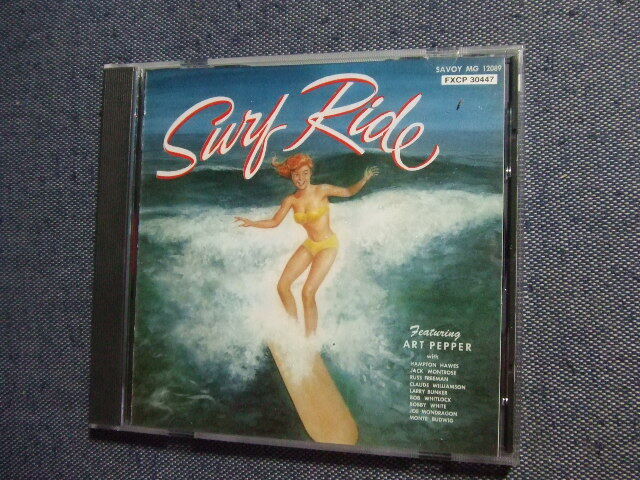 SAVOY MG 12089
FXCP 30447
Surf Ride
Featuring
ART PEPPER
with
HAMPTON HAWES
JACK MONTROSE
RUSS FREEMAN
CLAUDE WILLIAMSON
LARRY BUNKER
BOB WHITLOCK
BOBBY WHITE
JOE MONDRAGON
MONTE BUDWIG